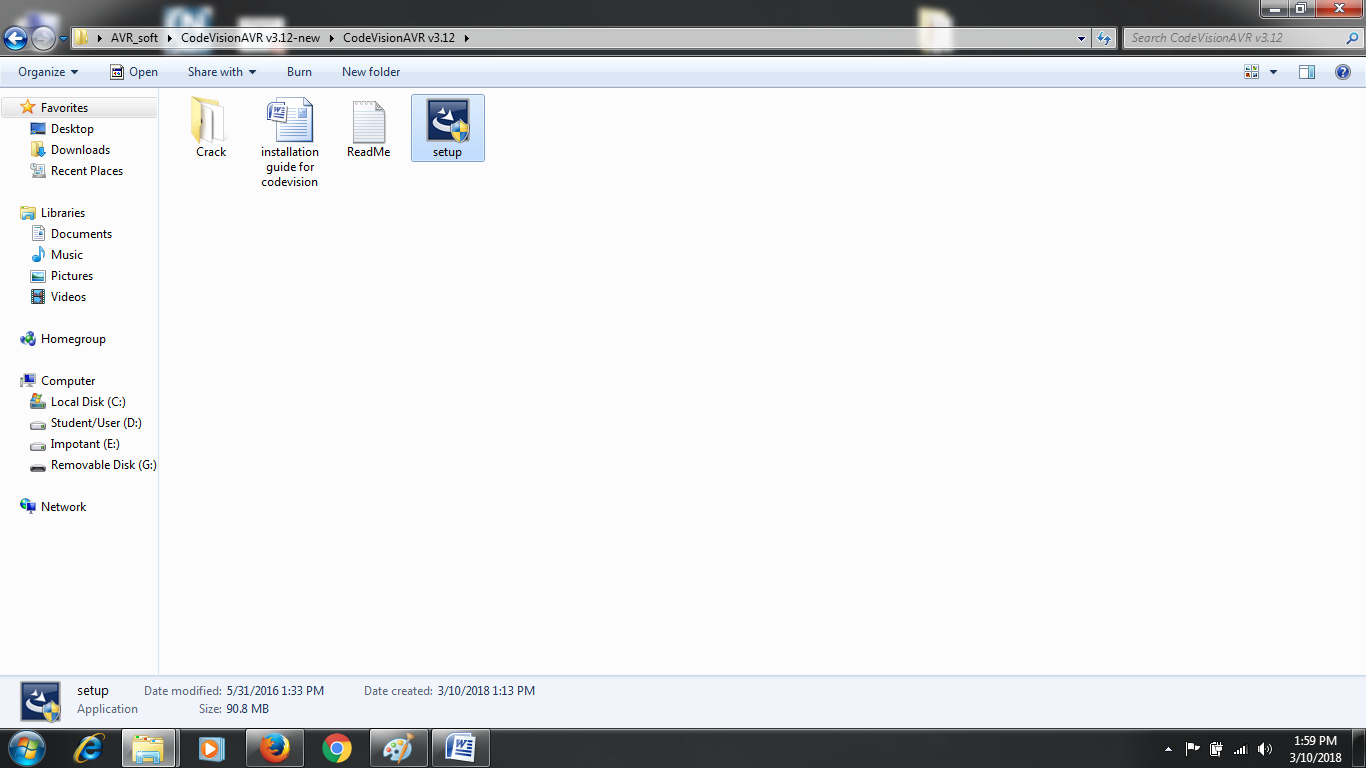 AVR_soft CodeVisionAVR v3.12-new CodeVisionAVR v3.12 Search CodeVisionAVR v3.12
Organize Open Share with Burn New folder
Favorites
Desktop
Downloads
Recent Places
Libraries
Documents
Music
Pictures
Videos
Homegroup
Computer
Local Disk (C:)
Student/User (D:)
Impotant (E:)
Removable Disk (G:)
Network
Crack
installation
guide for
codevision
ReadMe
setup
setup Date modified: 5/31/2016 1:33 PM Date created: 3/10/2018 1:13 PM
Application Size: 90.8 MB
1:59 PM
3/10/2018